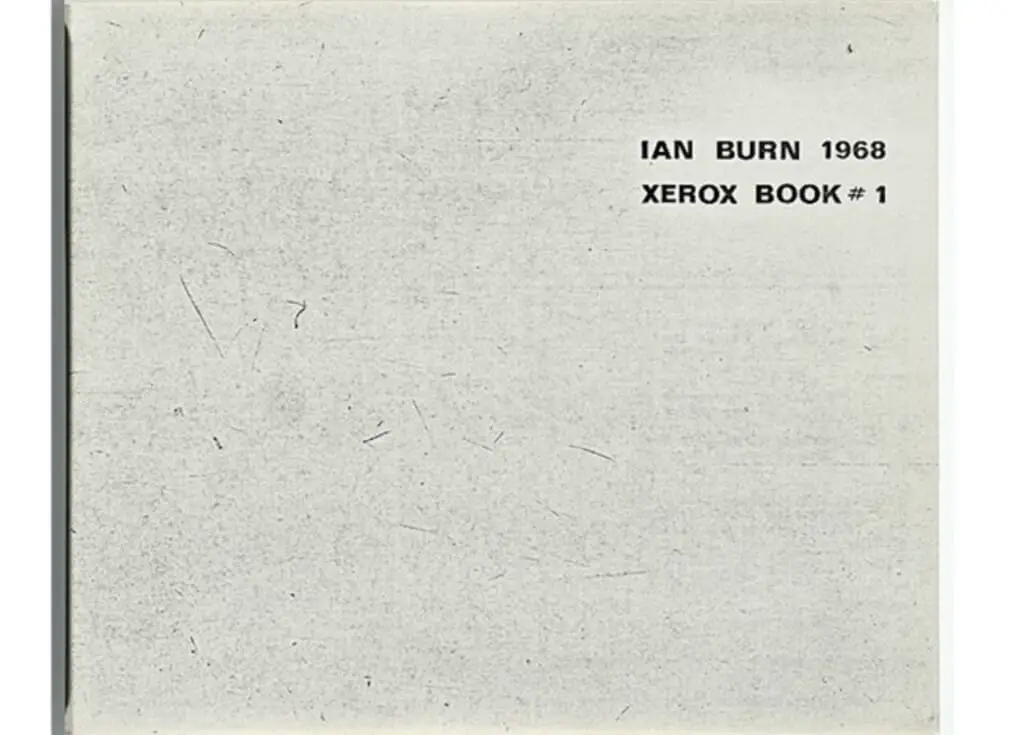 IAN BURN 1968
XEROX BOOK # 1